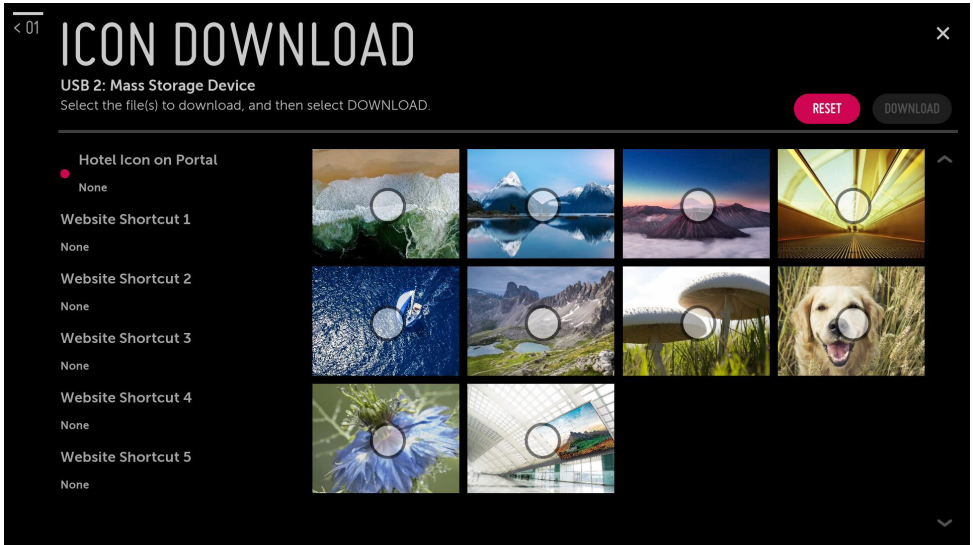 < 01
ICON DOWNLOAD
USB 2: Mass Storage Device
Select the file(s) to download, and then select DOWNLOAD.
RESET
DOWNLOAD
Hotel Icon on Portal
None
Website Shortcut 1
None
Website Shortcut 2
None
Website Shortcut 3
None
Website Shortcut 4
None
Website Shortcut 5
None